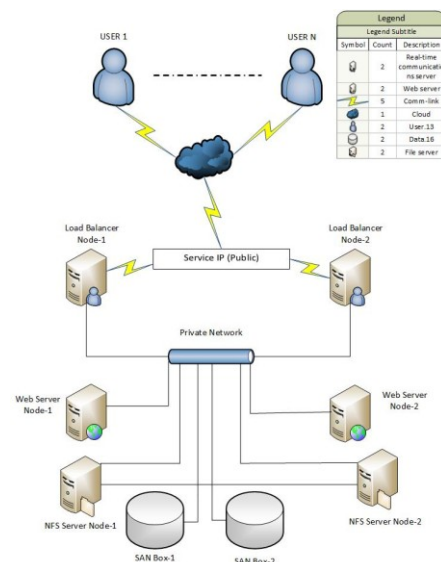 USER 1
USER N
Legend
Legend Subtitle
Symbol Count Description
2 Real-time
communicatio
ns server
2 Web server
5 Comm-link
1 Cloud
2 User.13
2 Data.16
2 File server
Load Balancer
Node-1
Load Balancer
Node-2
Service IP (Public)
Private Network
Web Server
Node-1
Web Server
Node-2
NFS Server Node-1
NFS Server Node-2
SAN Box-1
SAN Box-2